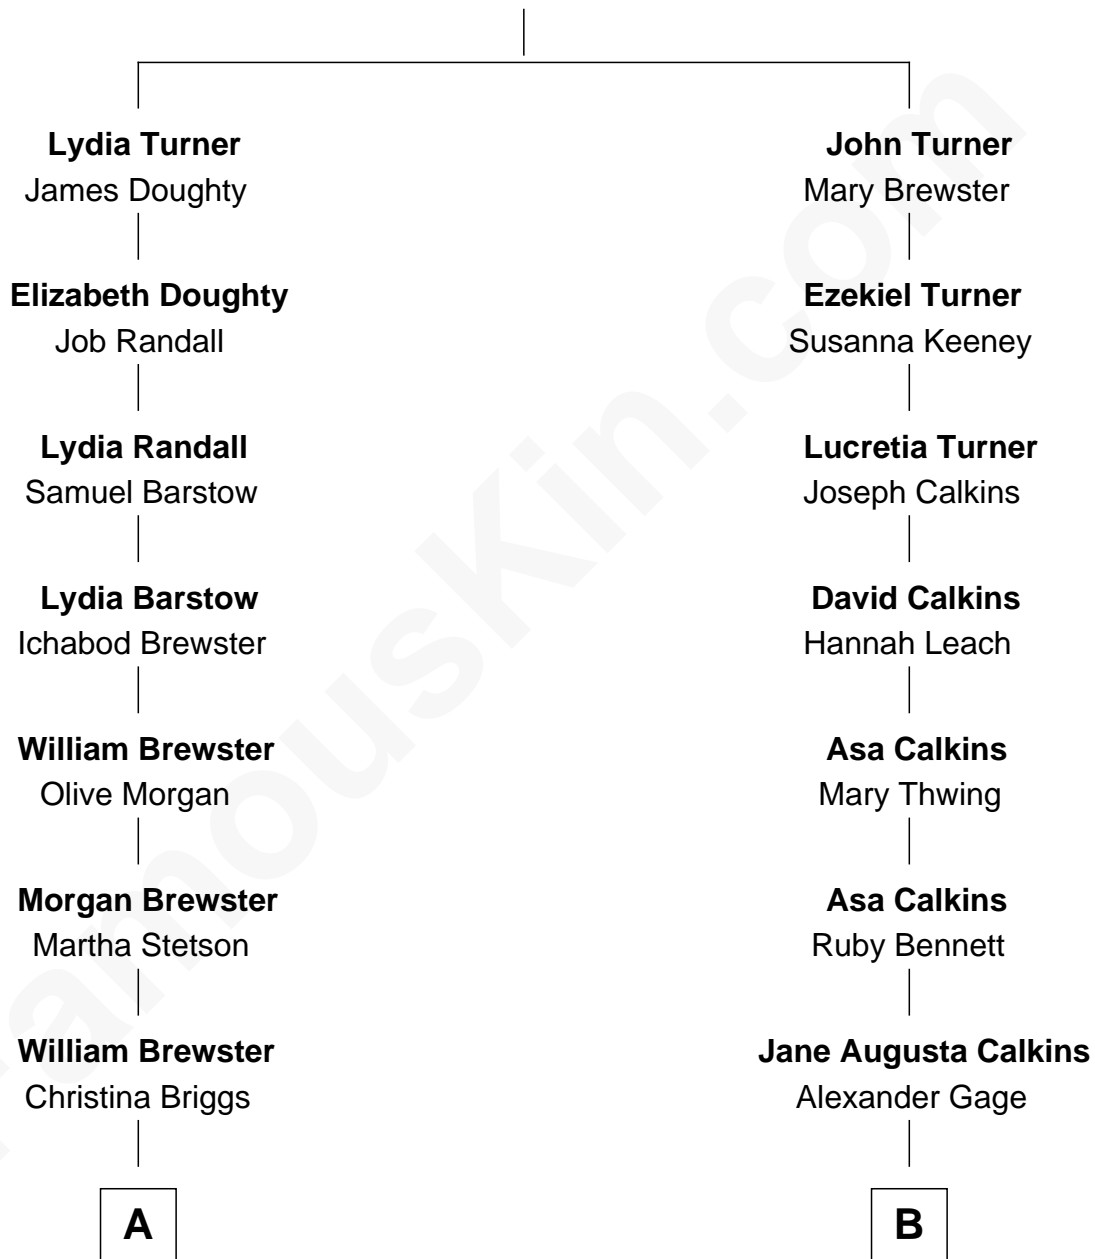 Lydia Turner
James Doughty
Elizabeth Doughty
Job Randall
Lydia Randall
Samuel Barstow
Lydia Barstow
Ichabod Brewster
William Brewster
Olive Morgan
Morgan Brewster
Martha Stetson
William Brewster
Christina Briggs
A
John Turner
Mary Brewster
Ezekiel Turner
Susanna Keeney
Lucretia Turner
Joseph Calkins
David Calkins
Hannah Leach
Asa Calkins
Mary Thwing
Asa Calkins
Ruby Bennett
Jane Augusta Calkins
Alexander Gage
B
FamousKin.com